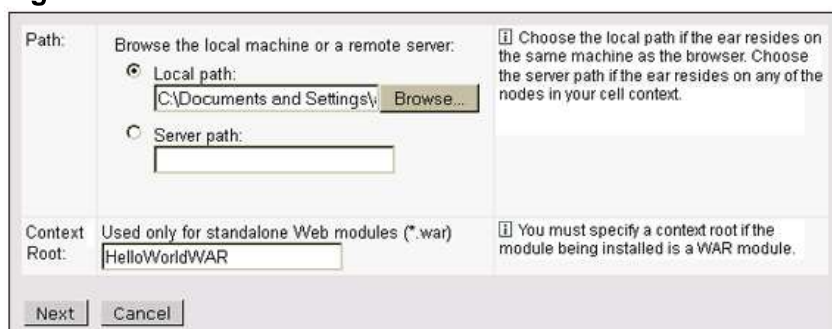 Path:
Browse the local machine or a remote server:
Local path:
C:\Documents and Settings\
Browse...
Server path:
i Choose the local path if the ear resides on
the same machine as the browser. Choose
the server path if the ear resides on any of the
nodes in your cell context.
Context
Root:
Used only for standalone Web modules (*.war)
HelloWorldWAR
i You must specify a context root if the
module being installed is a WAR module.
Next
Cancel